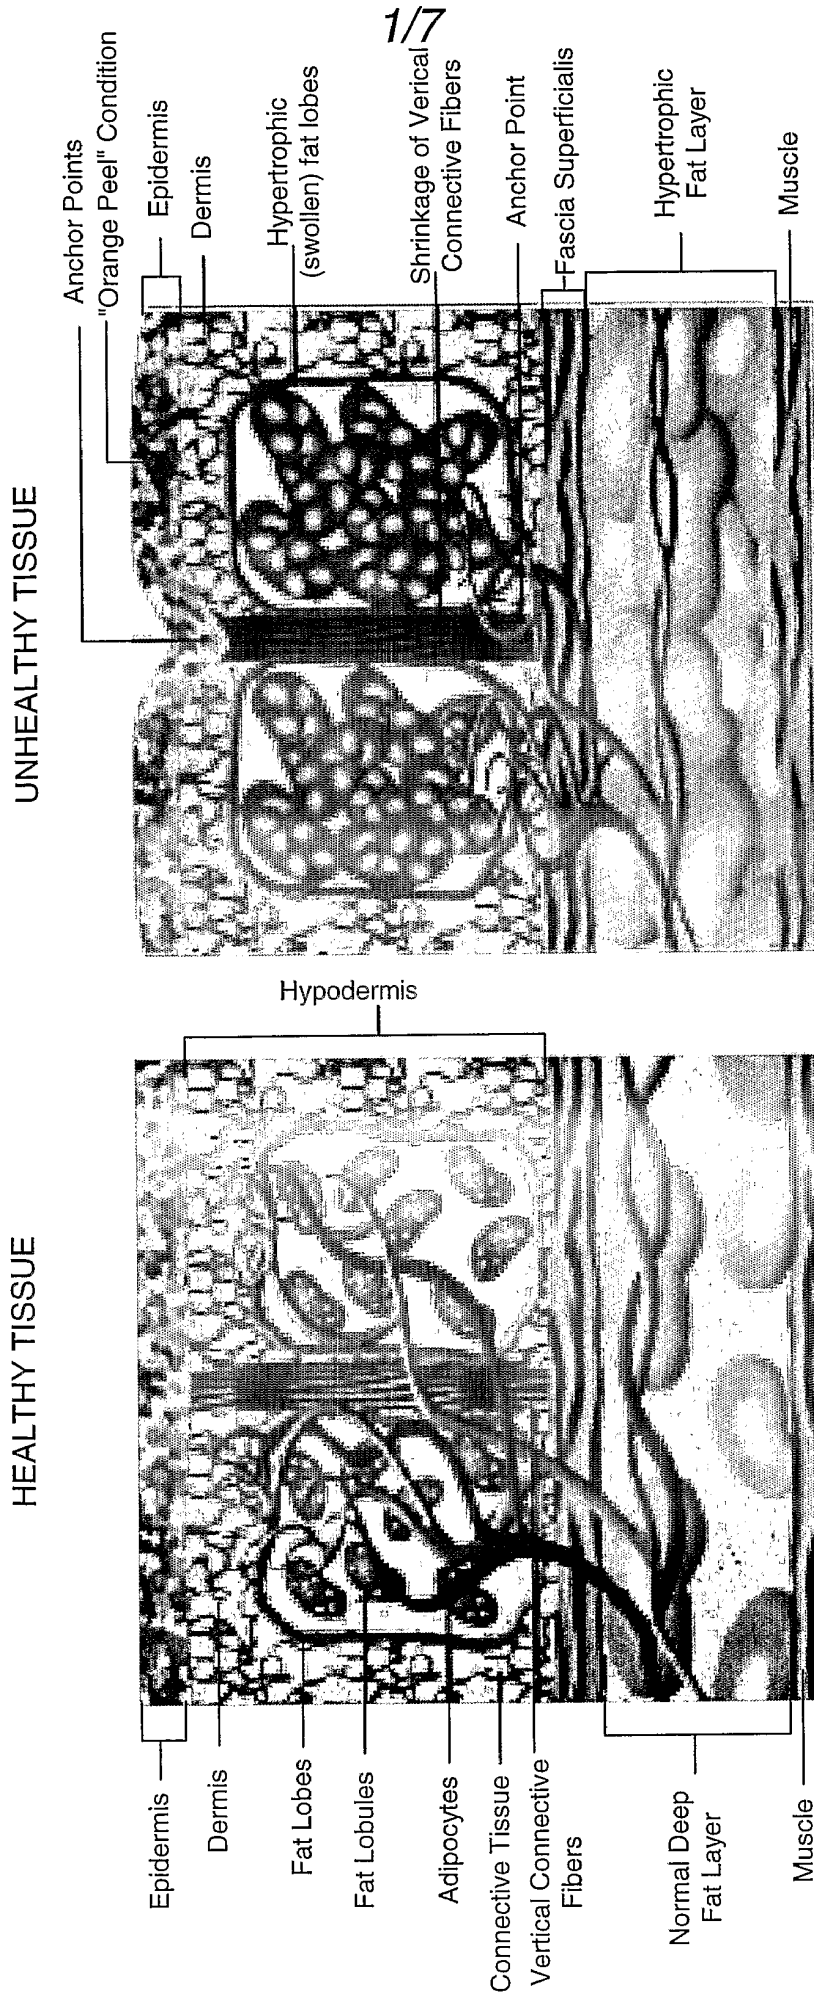 1/7
HEALTHY TISSUE
Epidermis
Dermis
Fat Lobes
Fat Lobules
Adipocytes
Connective Tissue
Vertical Connective
Fibers
Normal Deep
Fat Layer
Muscle
Hypodermis
UNHEALTHY TISSUE
Anchor Points
"Orange Peel" Condition
Epidermis
Dermis
Hypertrophic
(swollen) fat lobes
Shrinkage of Verical
Connective Fibers
Anchor Point
Fascia Superficialis
Hypertrophic
Fat Layer
Muscle